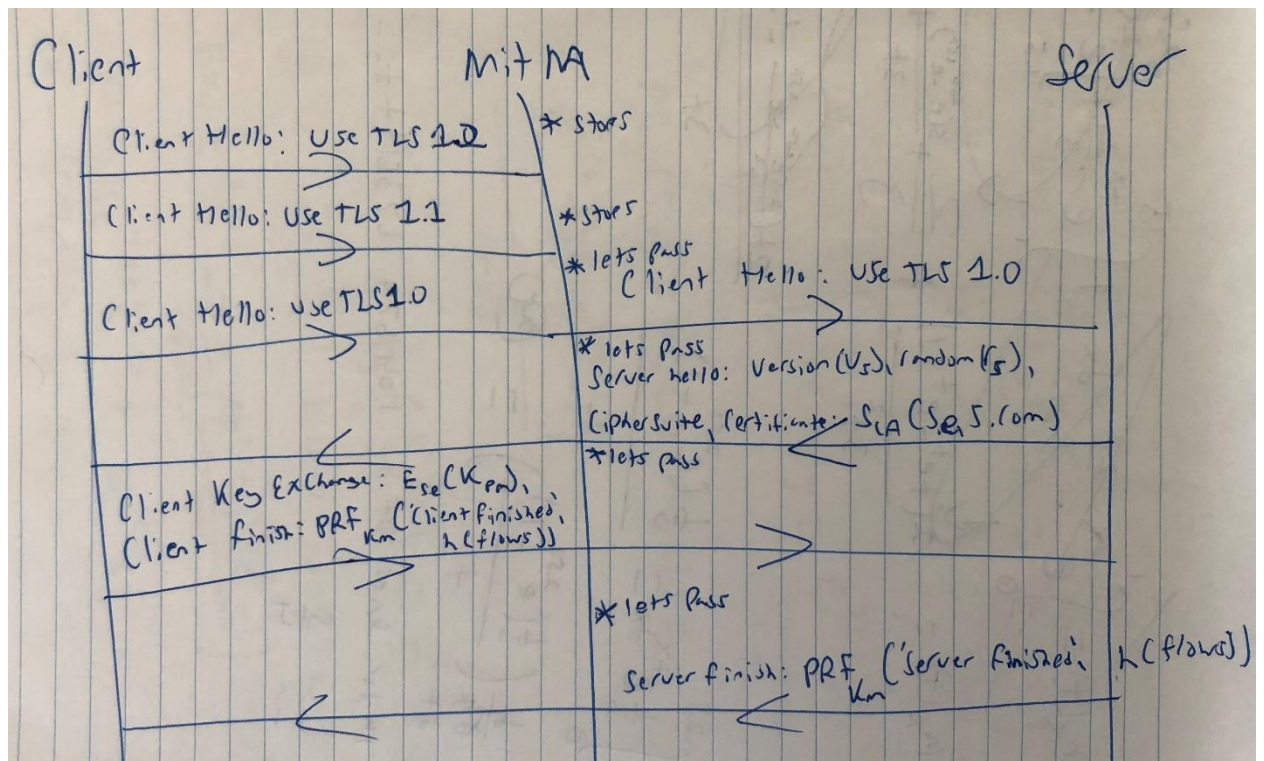 Client MitM Server
Client Hello: Use TLS 1.2
* stops
Client Hello: Use TLS 1.1
* stops
* lets pass
Client Hello: Use TLS 1.0
Client Hello: Use TLS 1.0
* lets pass
Server hello: Version(Vs), random(rs),
Ciphersuite, Certificate: SCA(S.e, S.com)
* lets pass
Client Key Exchange: ESe(Kpm),
Client finish: PRFKm('Client finished',
h(flows))
* lets pass
Server finish: PRFKm('Server finished', h(flows))